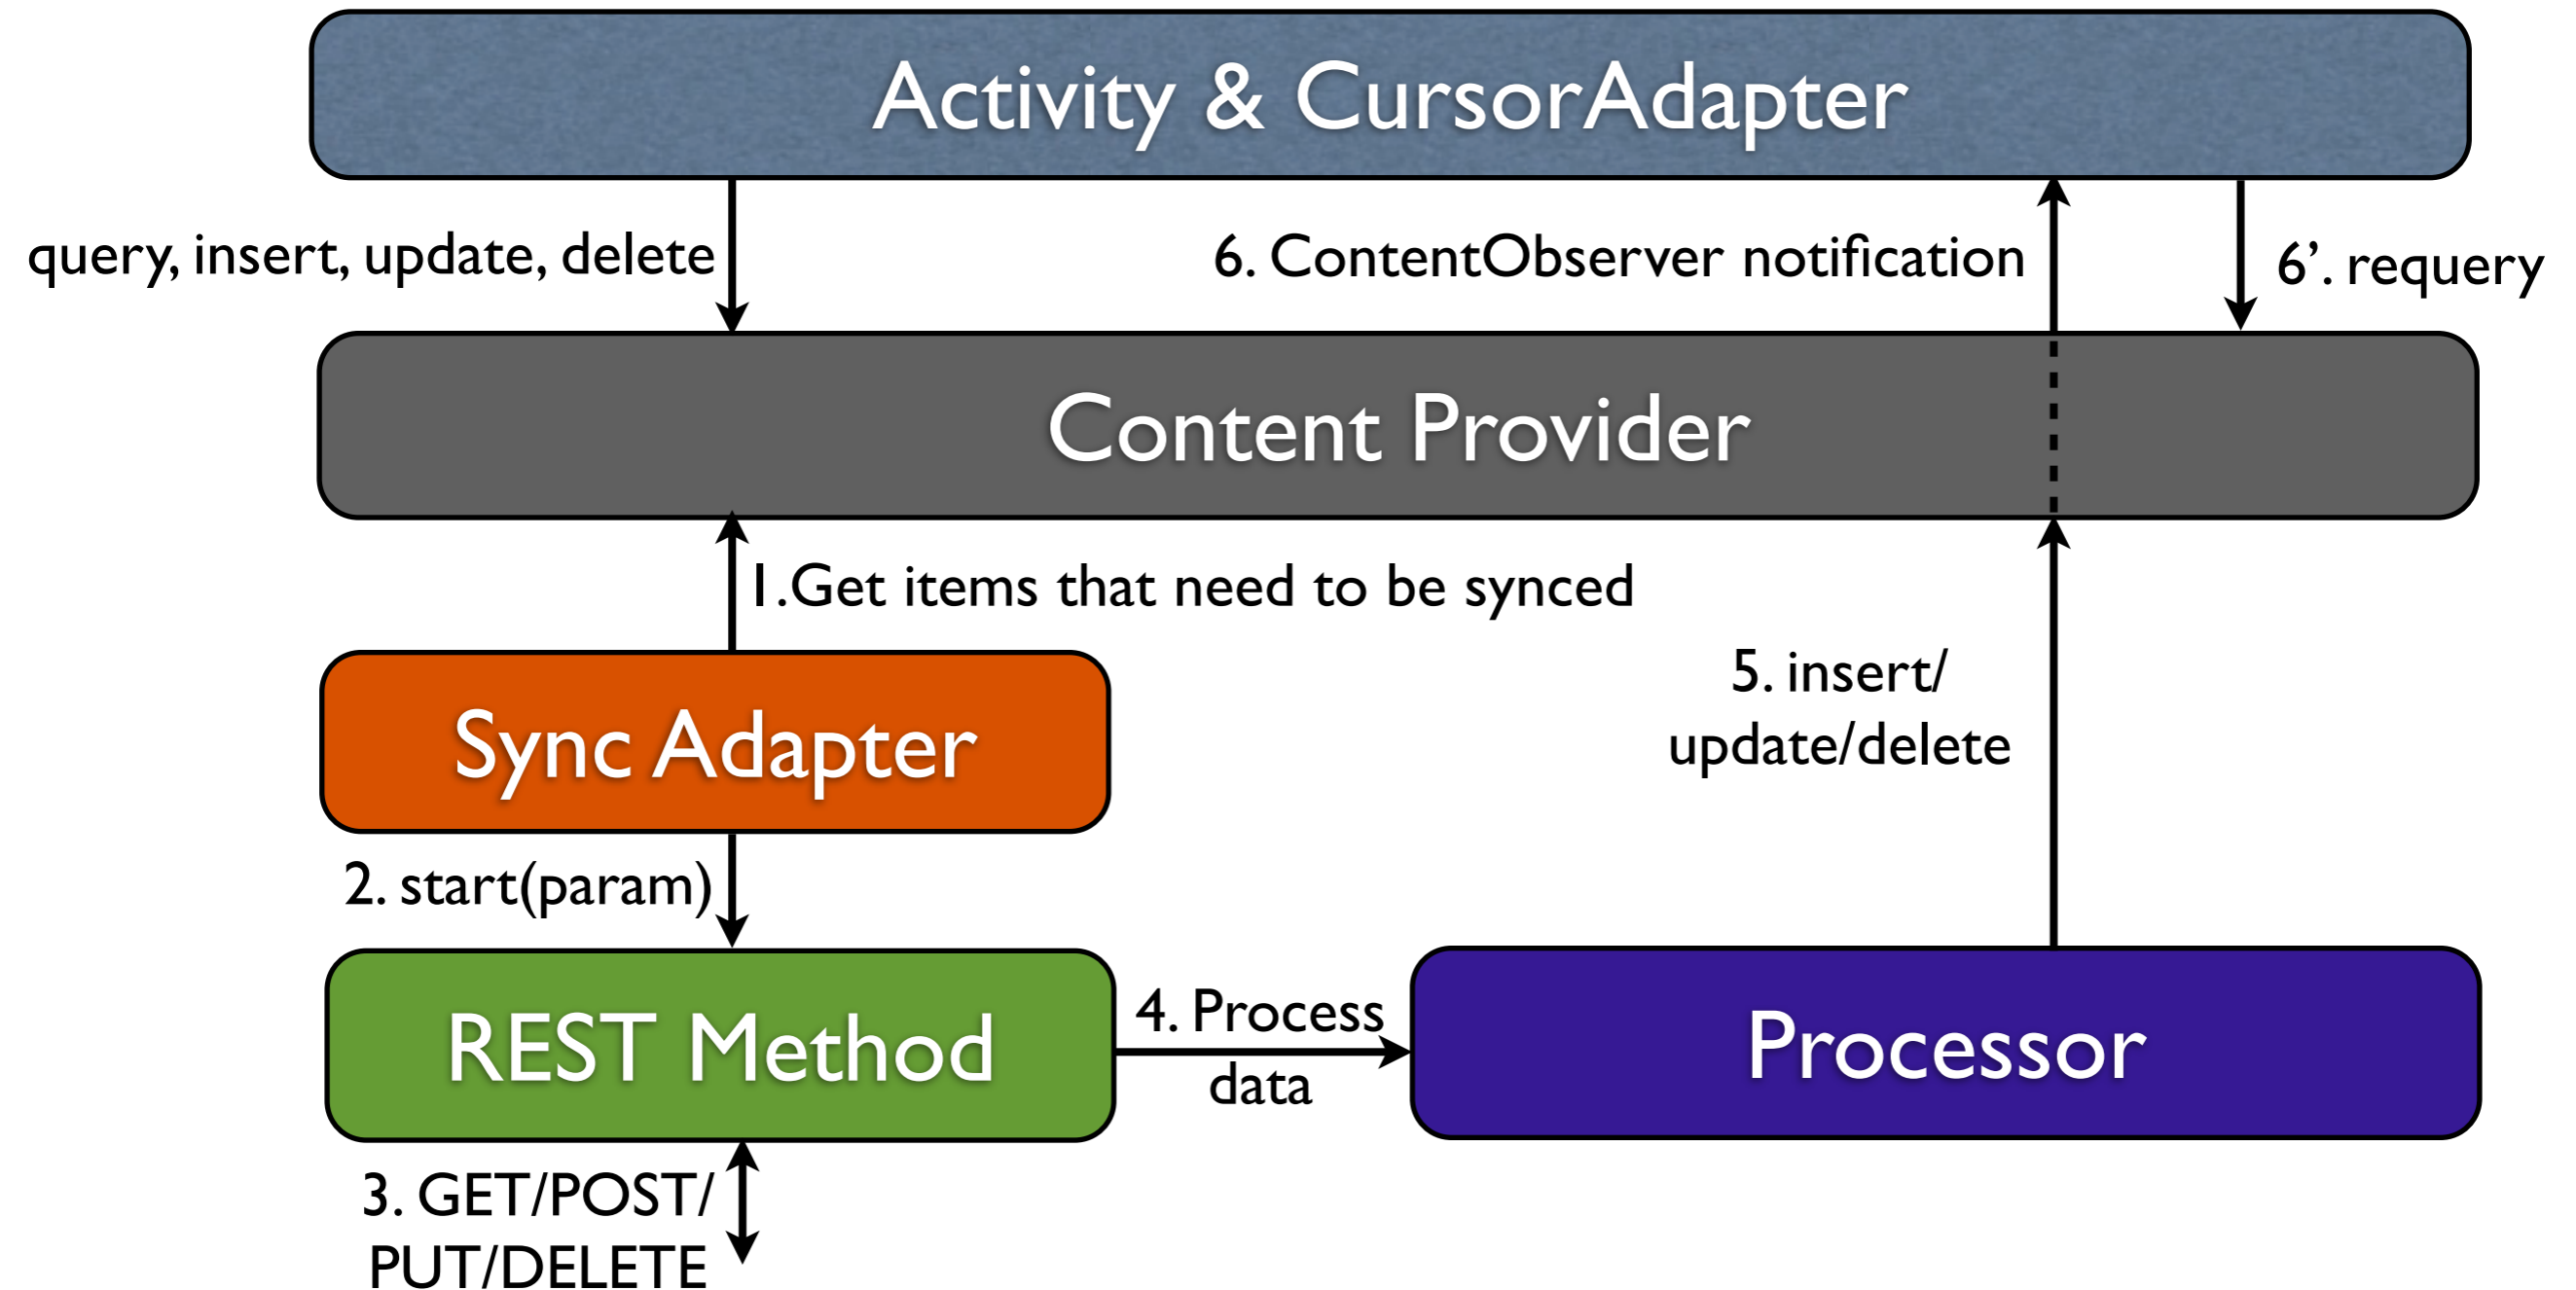 Activity & CursorAdapter
query, insert, update, delete
6. ContentObserver notification
6’. requery
Content Provider
1.Get items that need to be synced
5. insert/
update/delete
Sync Adapter
2. start(param)
REST Method
4. Process
data
Processor
3. GET/POST/
PUT/DELETE